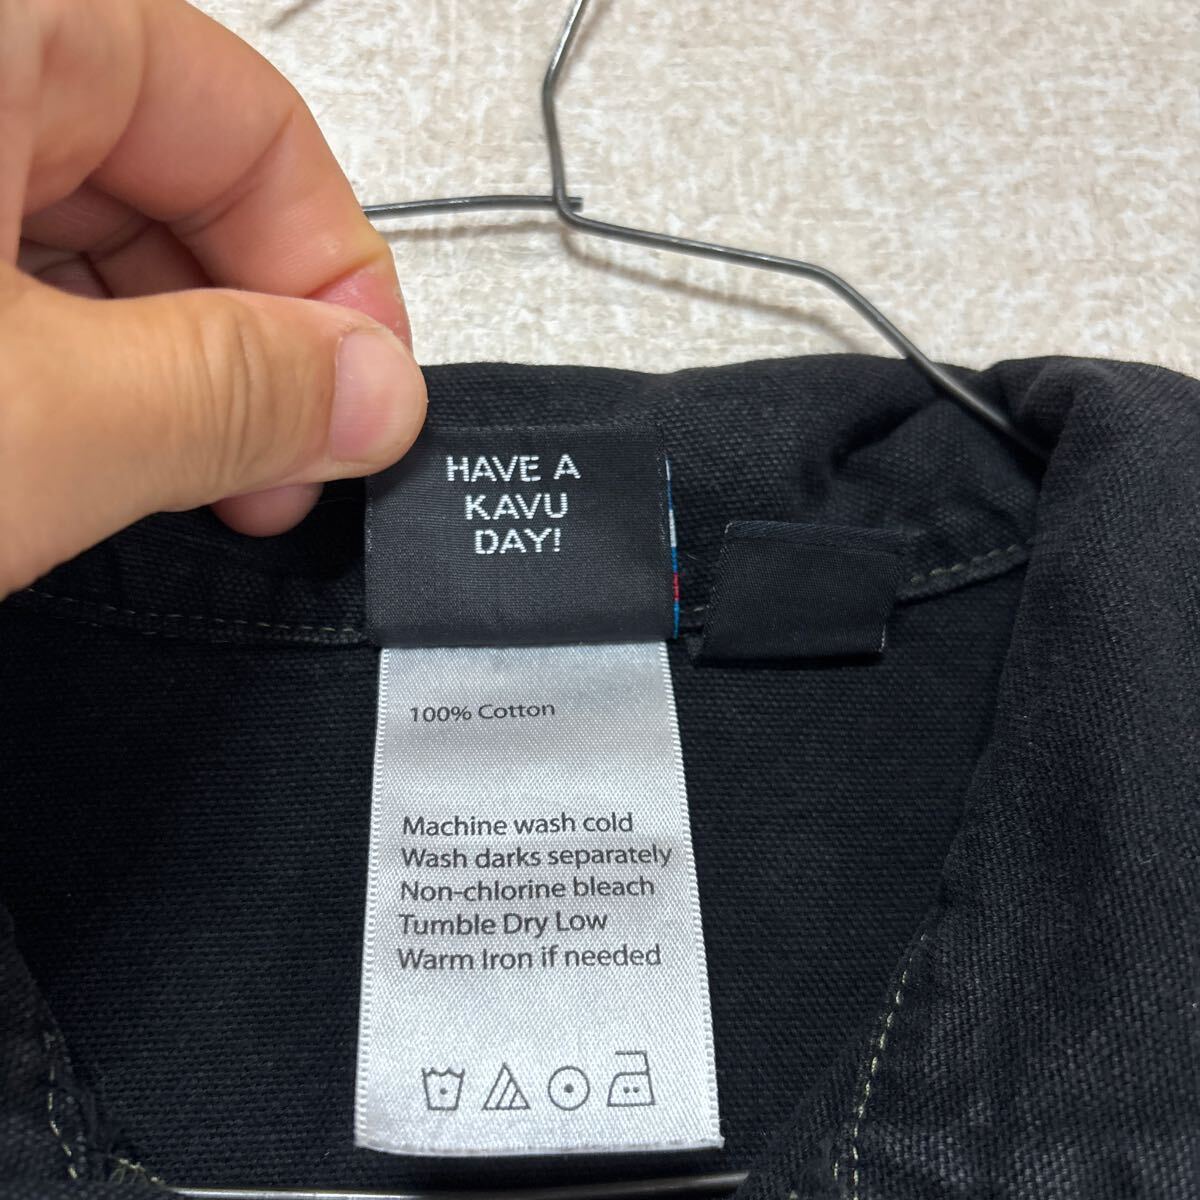 HAVE A
KAVU
DAY!
100% Cotton
Machine wash cold
Wash darks separately
Non-chlorine bleach
Tumble Dry Low
Warm Iron if needed